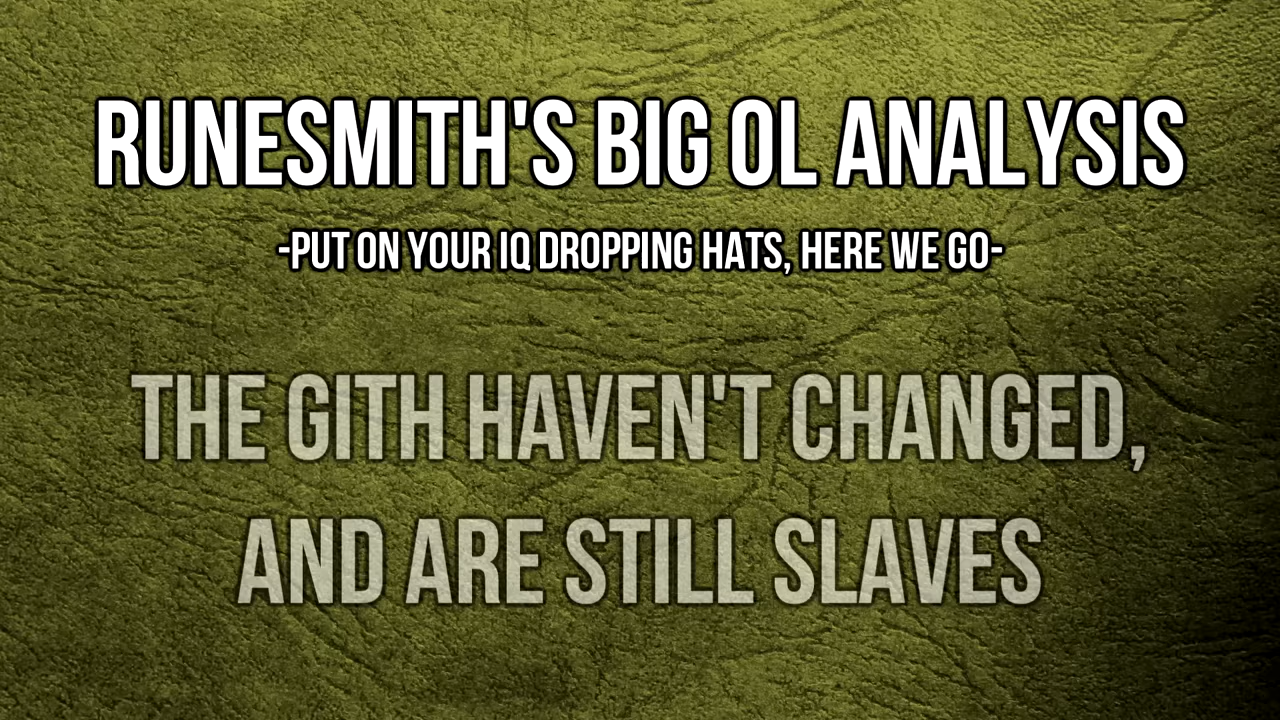 RUNESMITH'S BIG OL ANALYSIS
-PUT ON YOUR IQ DROPPING HATS, HERE WE GO-
THE GITH HAVEN'T CHANGED,
AND ARE STILL SLAVES